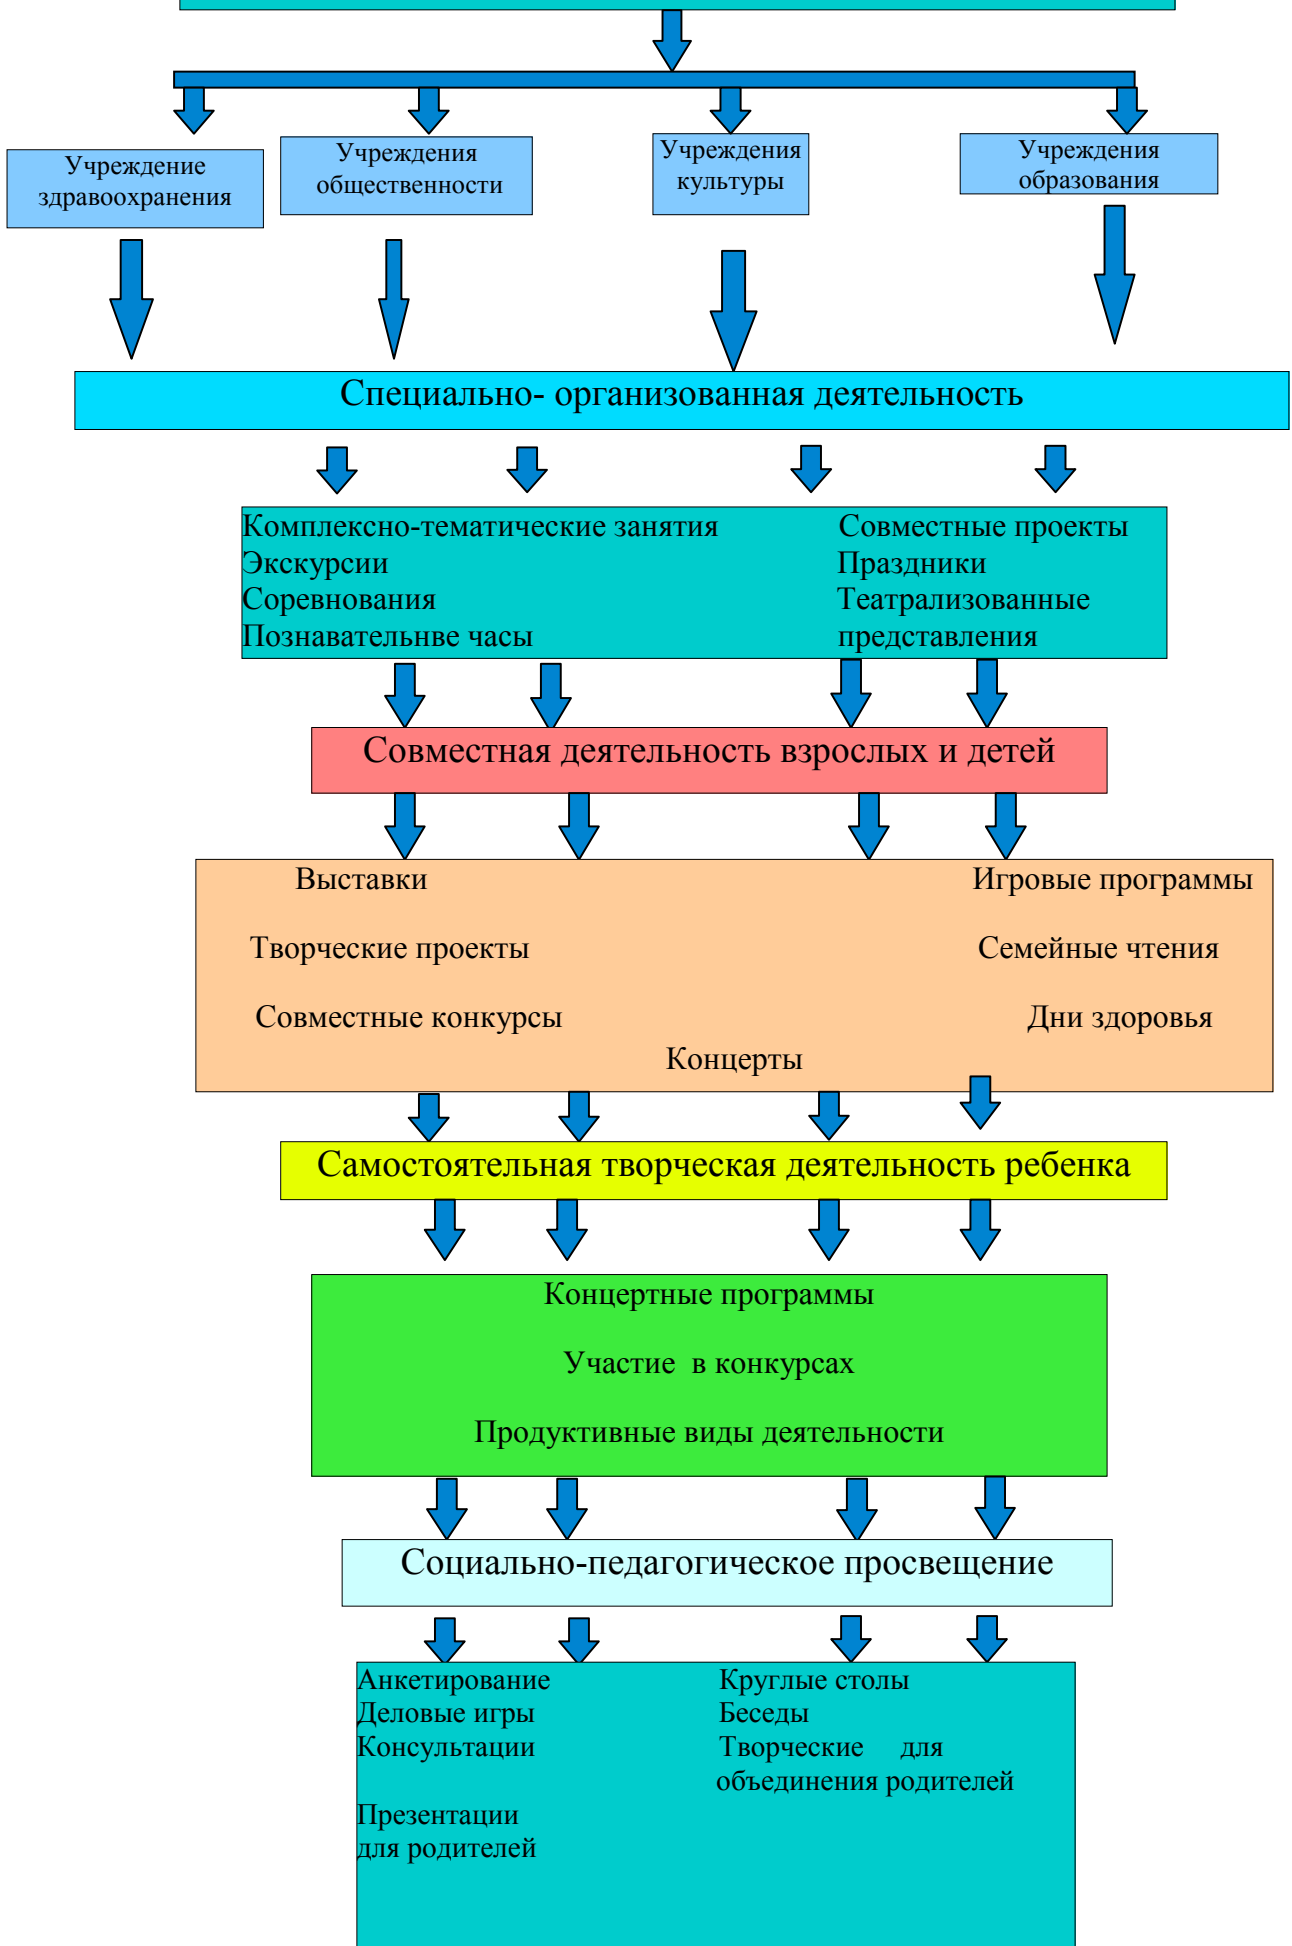 Учреждение
здравоохранения
Учреждения
общественности
Учреждения
культуры
Учреждения
образования
Специально- организованная деятельность
Комплексно-тематические занятия
Экскурсии
Соревнования
Познавательнве часы
Совместные проекты
Праздники
Театрализованные
представления
Совместная деятельность взрослых и детей
Выставки
Игровые программы
Творческие проекты
Семейные чтения
Совместные конкурсы
Дни здоровья
Концерты
Самостоятельная творческая деятельность ребенка
Концертные программы
Участие в конкурсах
Продуктивные виды деятельности
Социально-педагогическое просвещение
Анкетирование
Деловые игры
Консультации
Презентации
для родителей
Круглые столы
Беседы
Творческие для
объединения родителей